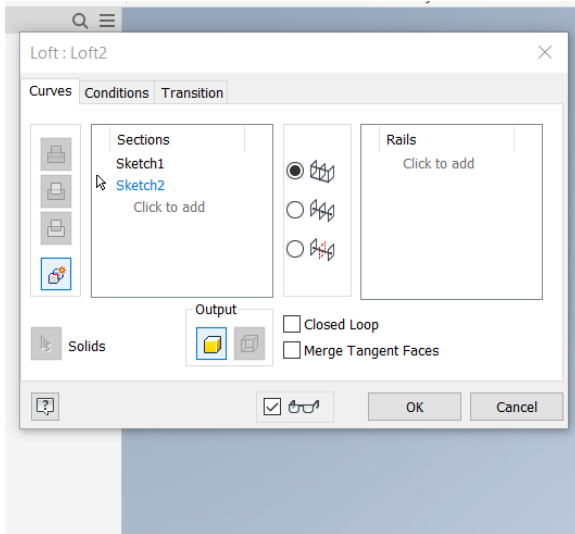 Loft : Loft2
Curves Conditions Transition
Sections
Sketch1
Sketch2
Click to add
Rails
Click to add
Solids
Output
Closed Loop
Merge Tangent Faces
?
OK Cancel